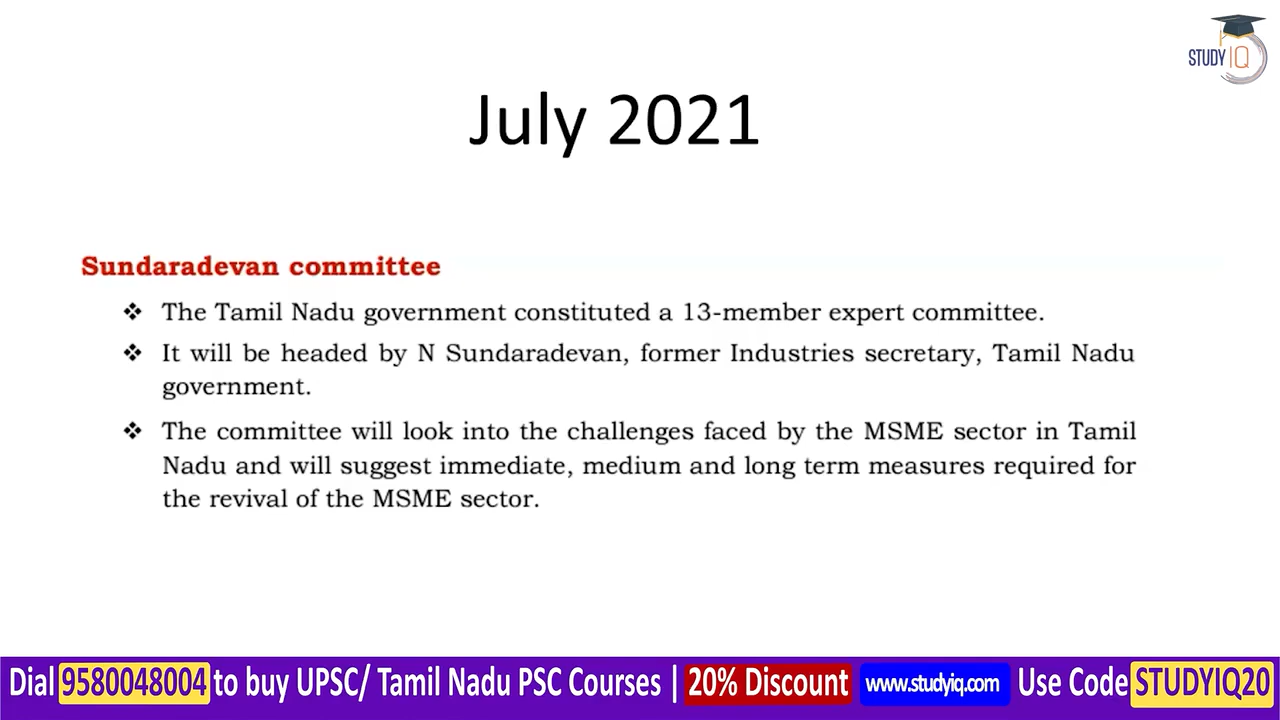 STUDY IQ
July 2021
Sundaradevan committee
❖ The Tamil Nadu government constituted a 13-member expert committee.
❖ It will be headed by N Sundaradevan, former Industries secretary, Tamil Nadu
government.
❖ The committee will look into the challenges faced by the MSME sector in Tamil
Nadu and will suggest immediate, medium and long term measures required for
the revival of the MSME sector.
Dial 9580048004 to buy UPSC/ Tamil Nadu PSC Courses | 20% Discount www.studyiq.com Use Code STUDYIQ20